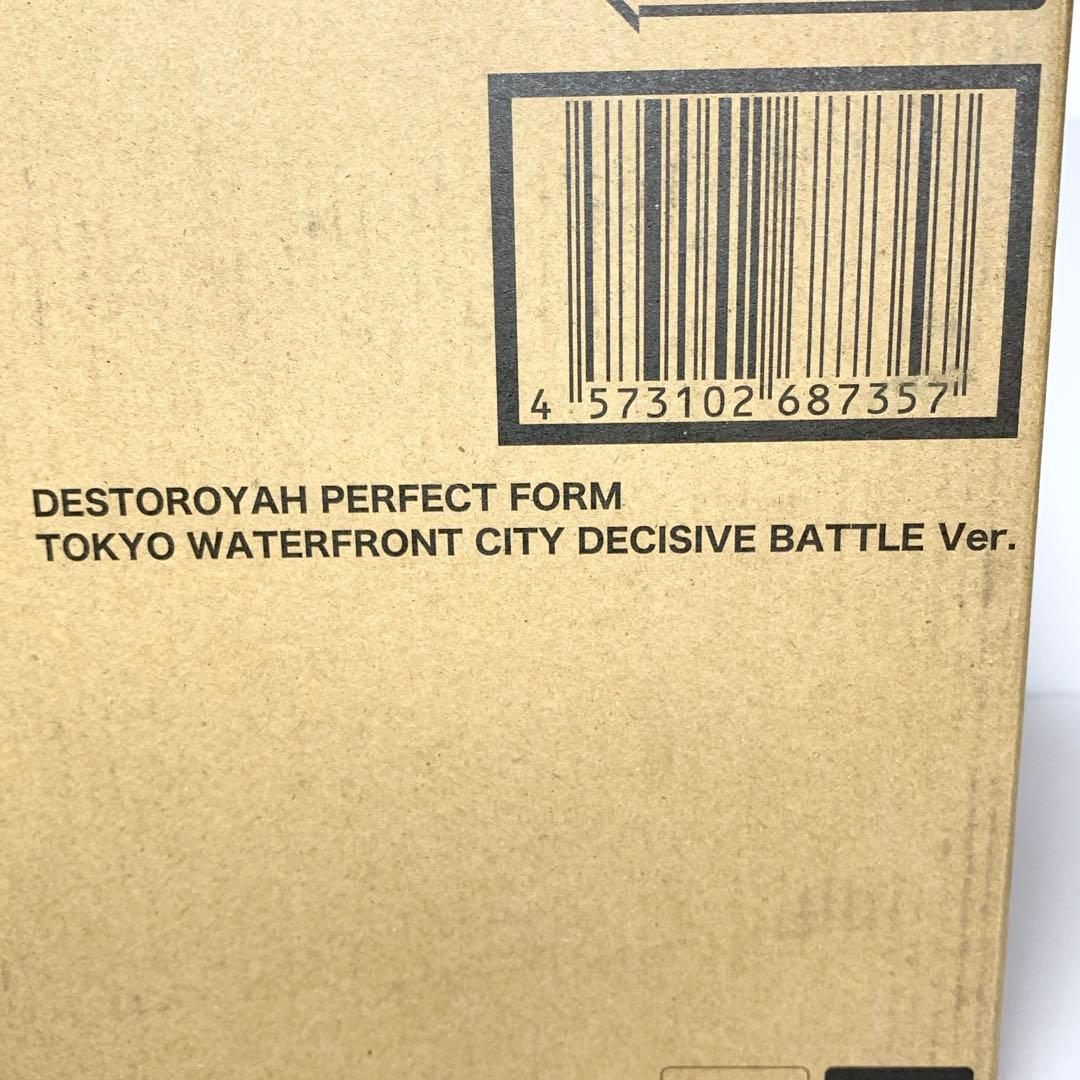 4 573102 687357
DESTOROYAH PERFECT FORM
TOKYO WATERFRONT CITY DECISIVE BATTLE Ver.